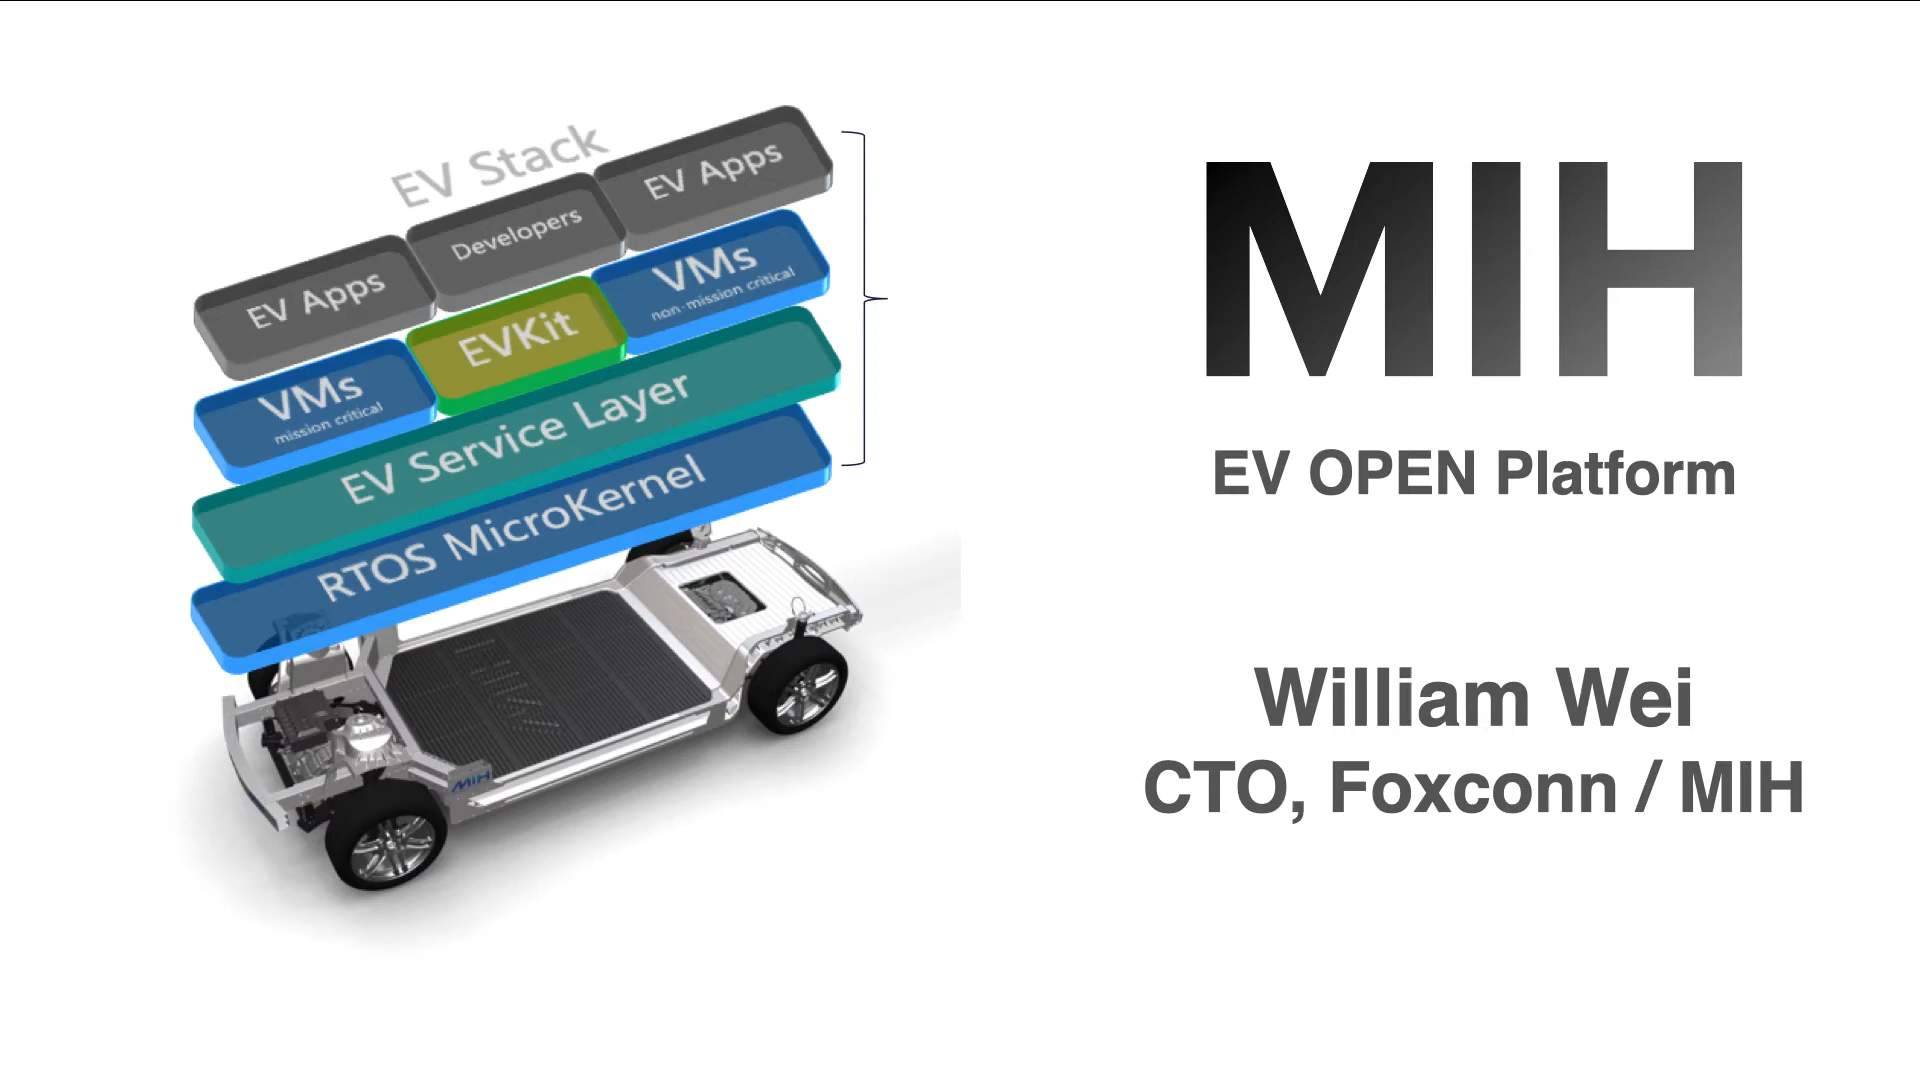 EV Stack
EV Apps
Developers
EV Apps
VMs
mission critical
EVKit
VMs
non-mission critical
EV Service Layer
RTOS MicroKernel
MIH
MIH
EV OPEN Platform
William Wei
CTO, Foxconn / MIH